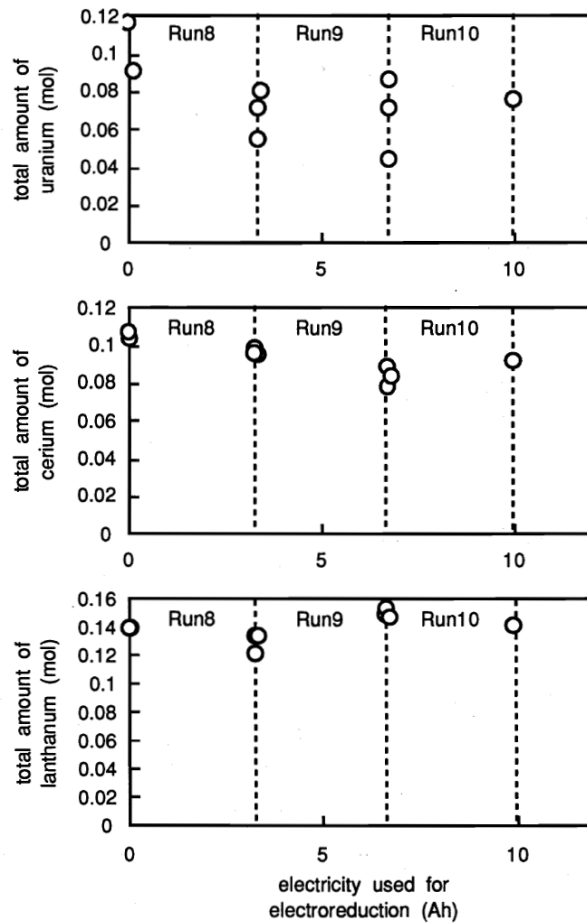 total amount of
uranium (mol)
0.12
0.1
0.08
0.06
0.04
0.02
0
Run8 Run9 Run10
0 5 10
total amount of
cerium (mol)
0.12
0.1
0.08
0.06
0.04
0.02
0
Run8 Run9 Run10
0 5 10
total amount of
lanthanum (mol)
0.16
0.14
0.12
0.1
0.08
0.06
0.04
0.02
0
Run8 Run9 Run10
0 5 10
electricity used for
electroreduction (Ah)